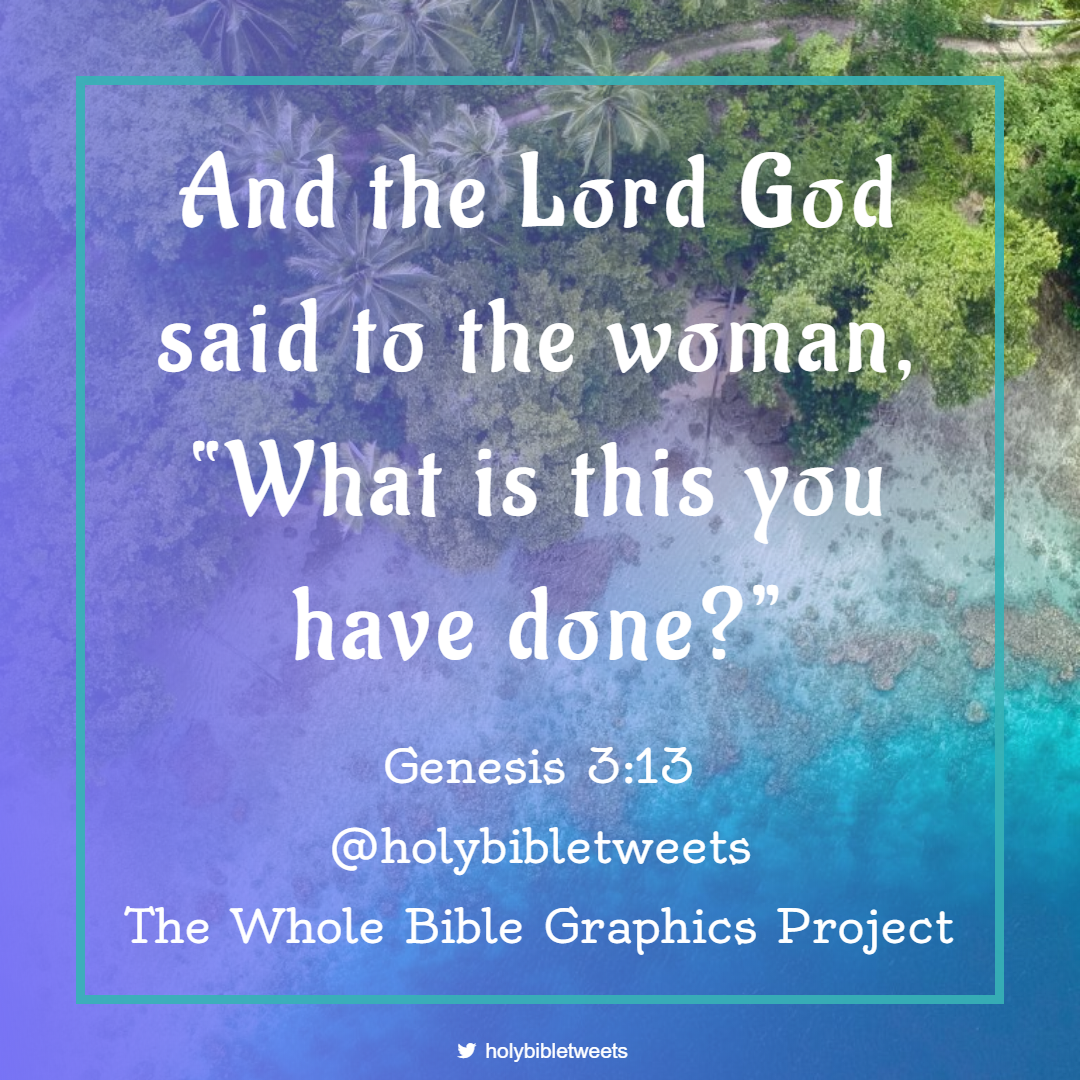 And the Lord God
said to the woman,
“What is this you
have done?”
Genesis 3:13
@holybibletweets
The Whole Bible Graphics Project
holybibletweets